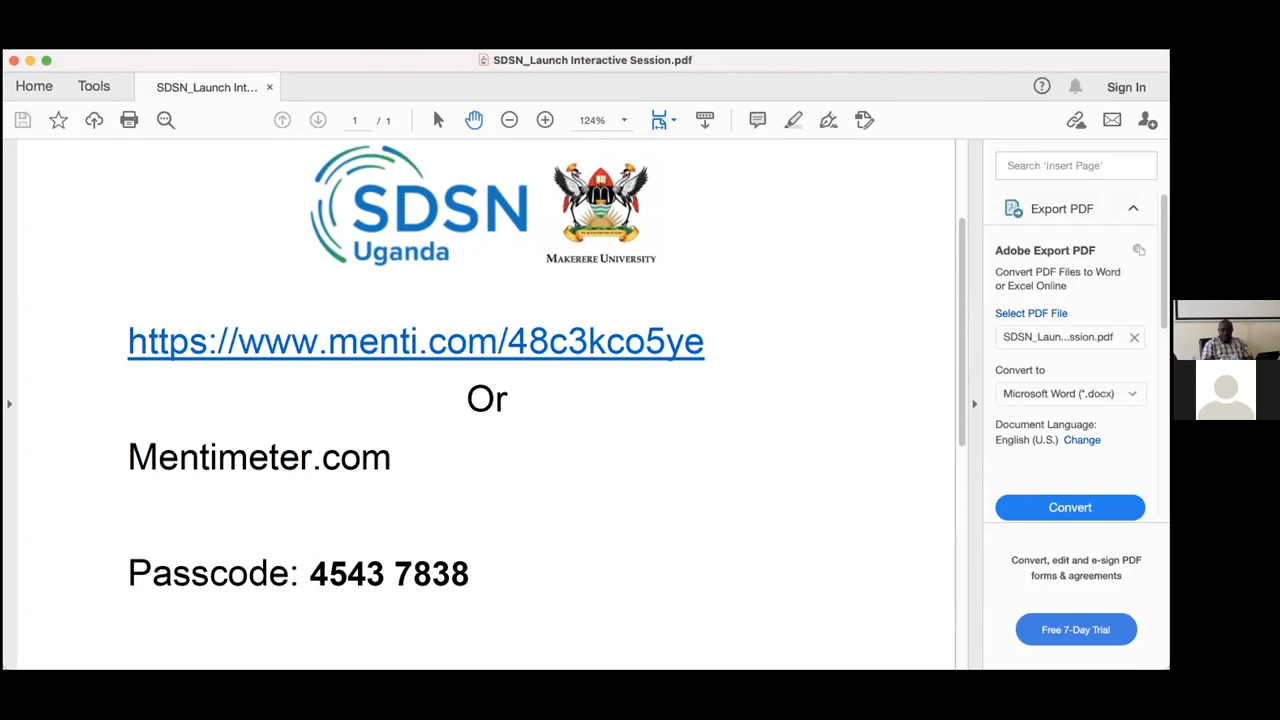 SDSN_Launch Interactive Session.pdf
Home
Tools
SDSN_Launch Int...
Sign In
1 / 1
124%
SDSN
Uganda
MAKERERE UNIVERSITY
https://www.menti.com/48c3kco5ye
Or
Mentimeter.com
Passcode: 4543 7838
Search 'Insert Page'
Export PDF
Adobe Export PDF
Convert PDF Files to Word
or Excel Online
Select PDF File
SDSN_Laun...ssion.pdf
Convert to
Microsoft Word (*.docx)
Document Language:
English (U.S.) Change
Convert
Convert, edit and e-sign PDF
forms & agreements
Free 7-Day Trial